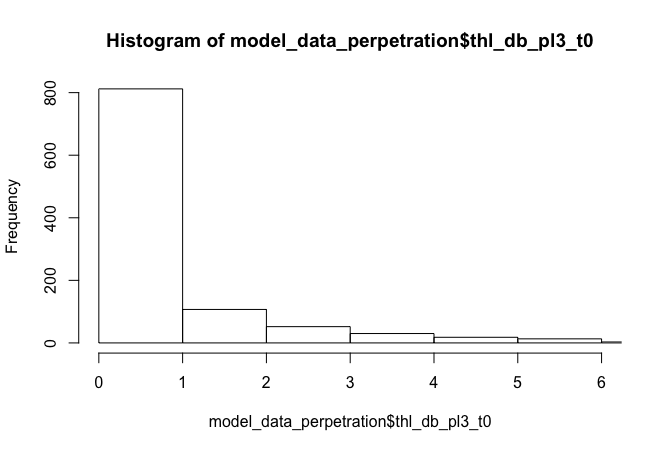 Histogram of model_data_perpetration$thl_db_pl3_t0
Frequency
800
600
400
200
0
0 1 2 3 4 5 6
model_data_perpetration$thl_db_pl3_t0